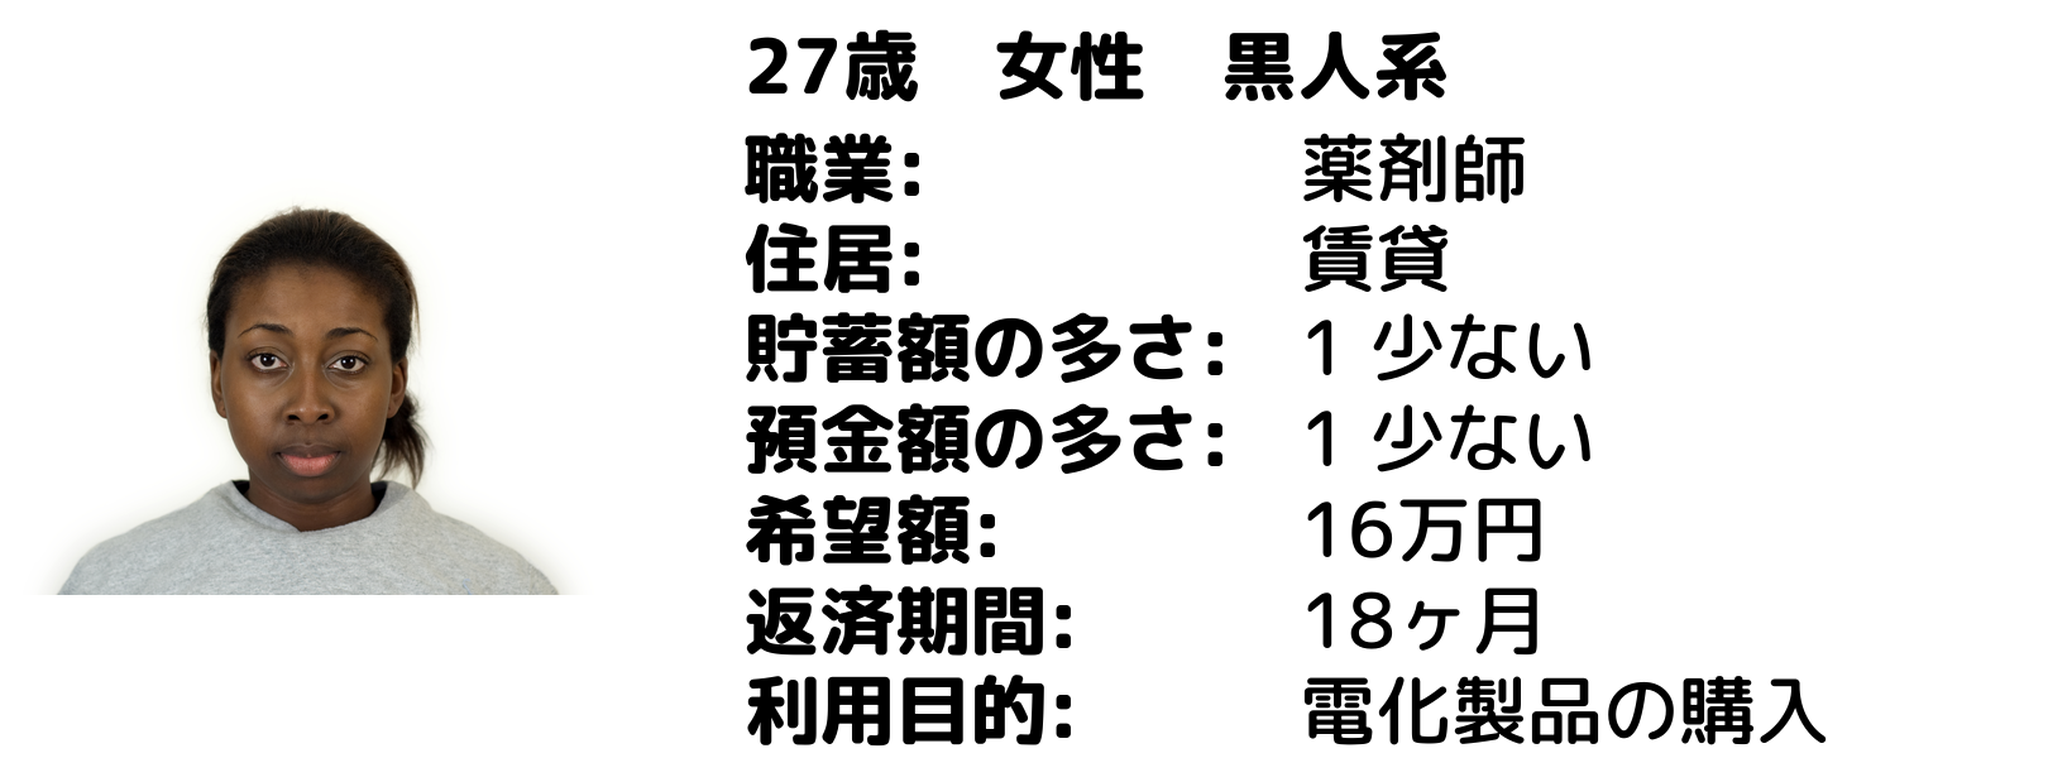 27歳　女性　黒人系
職業: 薬剤師
住居: 賃貸
貯蓄額の多さ: 1 少ない
預金額の多さ: 1 少ない
希望額: 16万円
返済期間: 18ヶ月
利用目的: 電化製品の購入